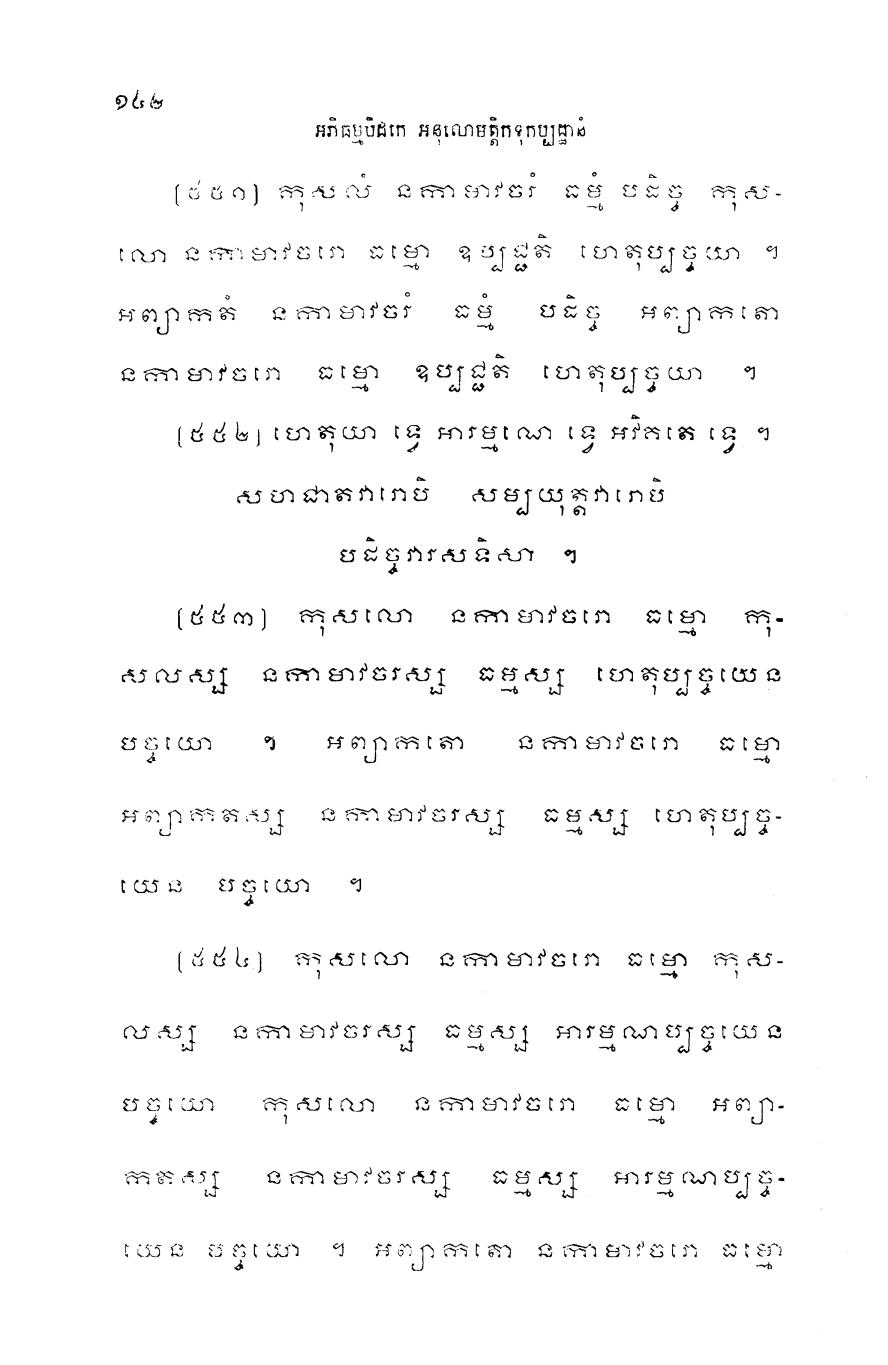 ១៤២
អភិធម្មបិដកេ អនុលោមត្តិកទុកប្បដ្ឋានំ
(៥៥១) កុសលំ នកាមាវចរំ ធម្មំ បដិច្ច កុស-
លោ នកាមាវចរោ ធម្មោ ឧប្បជ្ជតិ ហេតុប្បច្ចយា ។
អព្យាកតំ នកាមាវចរំ ធម្មំ បដិច្ច អព្យាកតោ
នកាមាវចរោ ធម្មោ ឧប្បជ្ជតិ ហេតុប្បច្ចយា ។
(៥៥២) ហេតុយា ទ្វេ អារម្មណេ ទ្វេ អវិគតេ ទ្វេ ។
សហជាតវារោបិ សម្បយុត្តវារោបិ
បដិច្ចវារសទិសា ។
(៥៥៣) កុសលោ នកាមាវចរោ ធម្មោ កុ-
សលស្ស នកាមាវចរស្ស ធម្មស្ស ហេតុប្បច្ចយេន
បច្ចយោ ។ អព្យាកតោ នកាមាវចរោ ធម្មោ
អព្យាកតស្ស នកាមាវចរស្ស ធម្មស្ស ហេតុប្បច្ច-
យេន បច្ចយោ ។
(៥៥៤) កុសលោ នកាមាវចរោ ធម្មោ កុស-
លស្ស នកាមាវចរស្ស ធម្មស្ស អារម្មណប្បច្ចយេន
បច្ចយោ កុសលោ នកាមាវចរោ ធម្មោ អព្យា-
កតស្ស នកាមាវចរស្ស ធម្មស្ស អារម្មណប្បច្ច-
យេន បច្ចយោ ។ អព្យាកតោ នកាមាវចរោ ធម្មោ